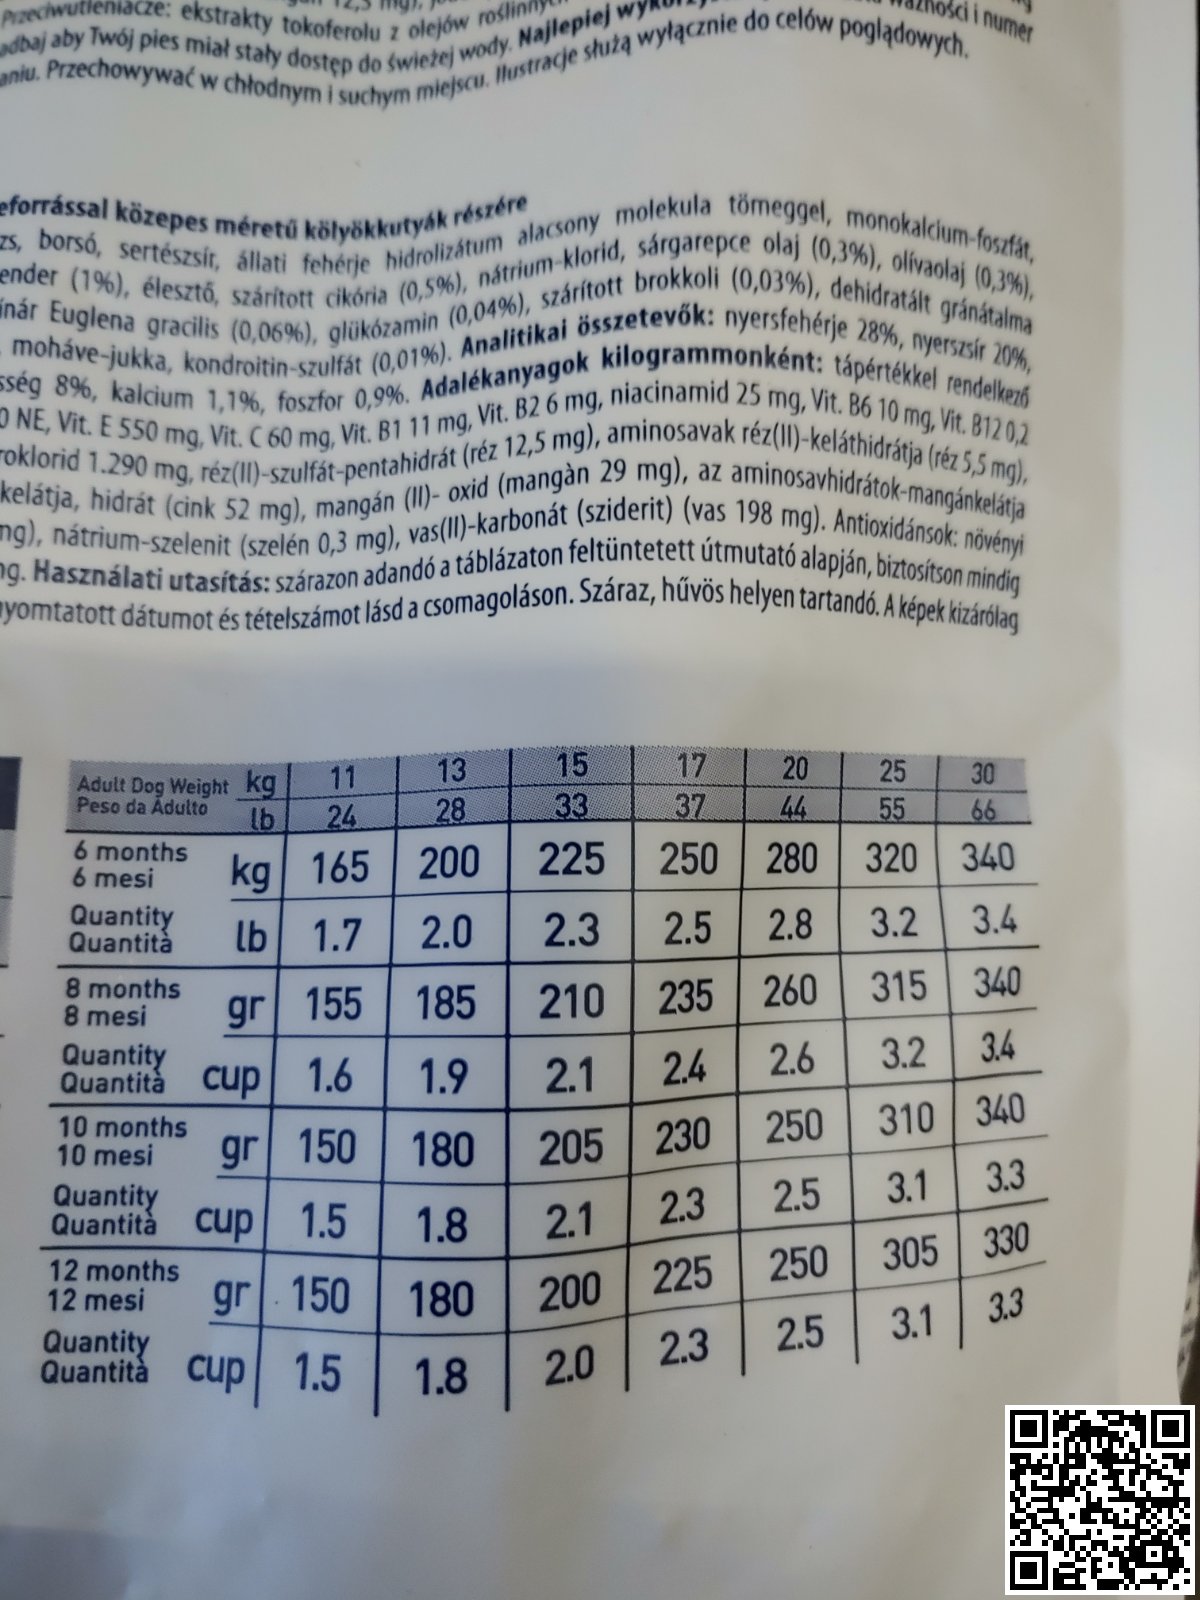 Przeciwutleniacze: ekstrakty tokoferolu z olejów roślinnych ważności i numer
adbaj aby Twój pies miał stały dostęp do świeżej wody. Najlepiej
aniu. Przechowywać w chłodnym i suchym miejscu. Ilustracje służą wyłącznie do celów poglądowych.
eforrással közepes méretű kölyökkutyák részére
zs, borsó, sertészsír, állati fehérje hidrolizátum alacsony molekula tömeggel, monokalcium-foszfát,
ender (1%), élesztő, szárított cikória (0,5%), nátrium-klorid, sárgarepce olaj (0,3%), olívaolaj (0,3%),
ínár Euglena gracilis (0,06%), glükózamin (0,04%), szárított brokkoli (0,03%), dehidratált gránátalma
, moháve-jukka, kondroitin-szulfát (0,01%). Analitikai összetevők: nyersfehérje 28%, nyerszsír 20%,
sség 8%, kalcium 1,1%, foszfor 0,9%. Adalékanyagok kilogrammonként: tápértékkel rendelkező
0 NE, Vit. E 550 mg, Vit. C 60 mg, Vit. B1 11 mg, Vit. B2 6 mg, niacinamid 25 mg, Vit. B6 10 mg, Vit. B12 0,2
roklorid 1.290 mg, réz(II)-szulfát-pentahidrát (réz 12,5 mg), aminosavak réz(II)-keláthidrátja (réz 5,5 mg),
kelátja, hidrát (cink 52 mg), mangán (II)- oxid (mangàn 29 mg), az aminosavhidrátok-mangánkelátja
mg), nátrium-szelenit (szelén 0,3 mg), vas(II)-karbonát (sziderit) (vas 198 mg). Antioxidánsok: növényi
ng. Használati utasítás: szárazon adandó a táblázaton feltüntetett útmutató alapján, biztosítson mindig
nyomtatott dátumot és tételszámot lásd a csomagoláson. Száraz, hűvös helyen tartandó. A képek kizárólag
Adult Dog Weight kg 11 13 15 17 20 25 30
Peso da Adulto lb 24 28 33 37 44 55 66
6 months
6 mesi kg 165 200 225 250 280 320 340
Quantity
Quantità lb 1.7 2.0 2.3 2.5 2.8 3.2 3.4
8 months
8 mesi gr 155 185 210 235 260 315 340
Quantity
Quantità cup 1.6 1.9 2.1 2.4 2.6 3.2 3.4
10 months
10 mesi gr 150 180 205 230 250 310 340
Quantity
Quantità cup 1.5 1.8 2.1 2.3 2.5 3.1 3.3
12 months
12 mesi gr 150 180 200 225 250 305 330
Quantity
Quantità cup 1.5 1.8 2.0 2.3 2.5 3.1 3.3